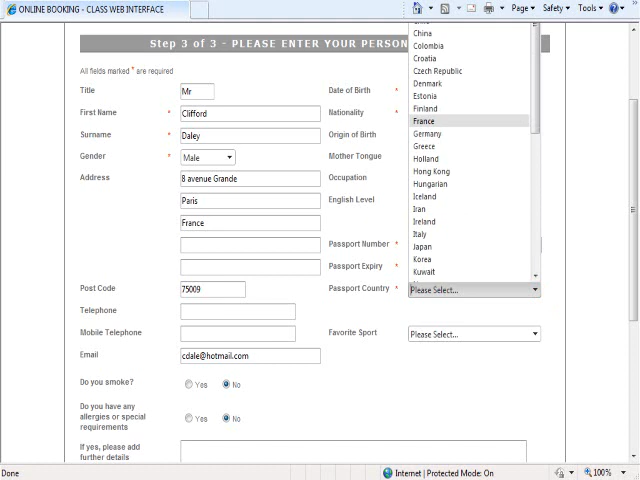 ONLINE BOOKING - CLASS WEB INTERFACE
Page
Safety
Tools
Step 3 of 3 - PLEASE ENTER YOUR PERSON
All fields marked * are required
Title
Mr
Date of Birth *
First Name *
Clifford
Nationality *
Surname *
Daley
Origin of Birth
Gender *
Male
Mother Tongue
Address
8 avenue Grande
Occupation
Paris
English Level
France
Passport Number *
Passport Expiry *
Post Code
75009
Passport Country *
Please Select...
Telephone
Mobile Telephone
Favorite Sport
Please Select...
Email
cdale@hotmail.com
Do you smoke?
Yes
No
Do you have any
allergies or special
requirements
Yes
No
If yes, please add
further details
China
Colombia
Croatia
Czech Republic
Denmark
Estonia
Finland
France
Germany
Greece
Holland
Hong Kong
Hungarian
Iceland
Iran
Ireland
Italy
Japan
Korea
Kuwait
Done
Internet | Protected Mode: On
100%